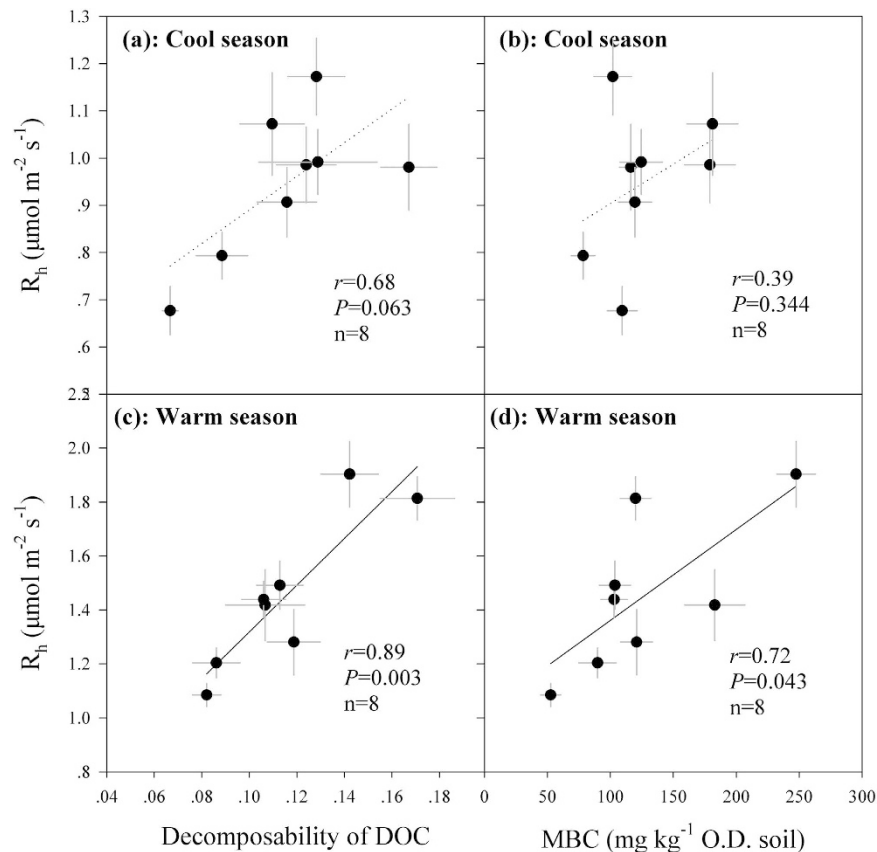 (a): Cool season
(b): Cool season
1.3
1.2
1.1
1.0
.9
.8
.7
.6
R_h (μmol m⁻² s⁻¹)
r=0.68
P=0.063
n=8
r=0.39
P=0.344
n=8
(c): Warm season
(d): Warm season
2.0
1.8
1.6
1.4
1.2
1.0
.8
R_h (μmol m⁻² s⁻¹)
r=0.89
P=0.003
n=8
r=0.72
P=0.043
n=8
.04 .06 .08 .10 .12 .14 .16 .18
0 50 100 150 200 250 300
Decomposability of DOC
MBC (mg kg⁻¹ O.D. soil)